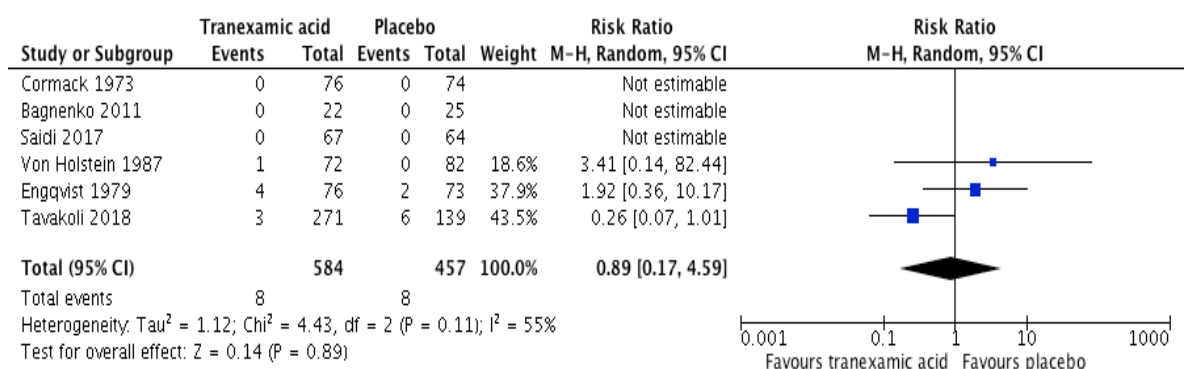 Tranexamic acid Placebo Risk Ratio Risk Ratio
Study or Subgroup Events Total Events Total Weight M-H, Random, 95% CI M-H, Random, 95% CI
Cormack 1973 0 76 0 74 Not estimable
Bagnenko 2011 0 22 0 25 Not estimable
Saidi 2017 0 67 0 64 Not estimable
Von Holstein 1987 1 72 0 82 18.6% 3.41 [0.14, 82.44]
Engqvist 1979 4 76 2 73 37.9% 1.92 [0.36, 10.17]
Tavakoli 2018 3 271 6 139 43.5% 0.26 [0.07, 1.01]
Total (95% CI) 584 457 100.0% 0.89 [0.17, 4.59]
Total events 8 8
Heterogeneity: Tau² = 1.12; Chi² = 4.43, df = 2 (P = 0.11); I² = 55%
Test for overall effect: Z = 0.14 (P = 0.89)
0.001 0.1 1 10 1000
Favours tranexamic acid Favours placebo